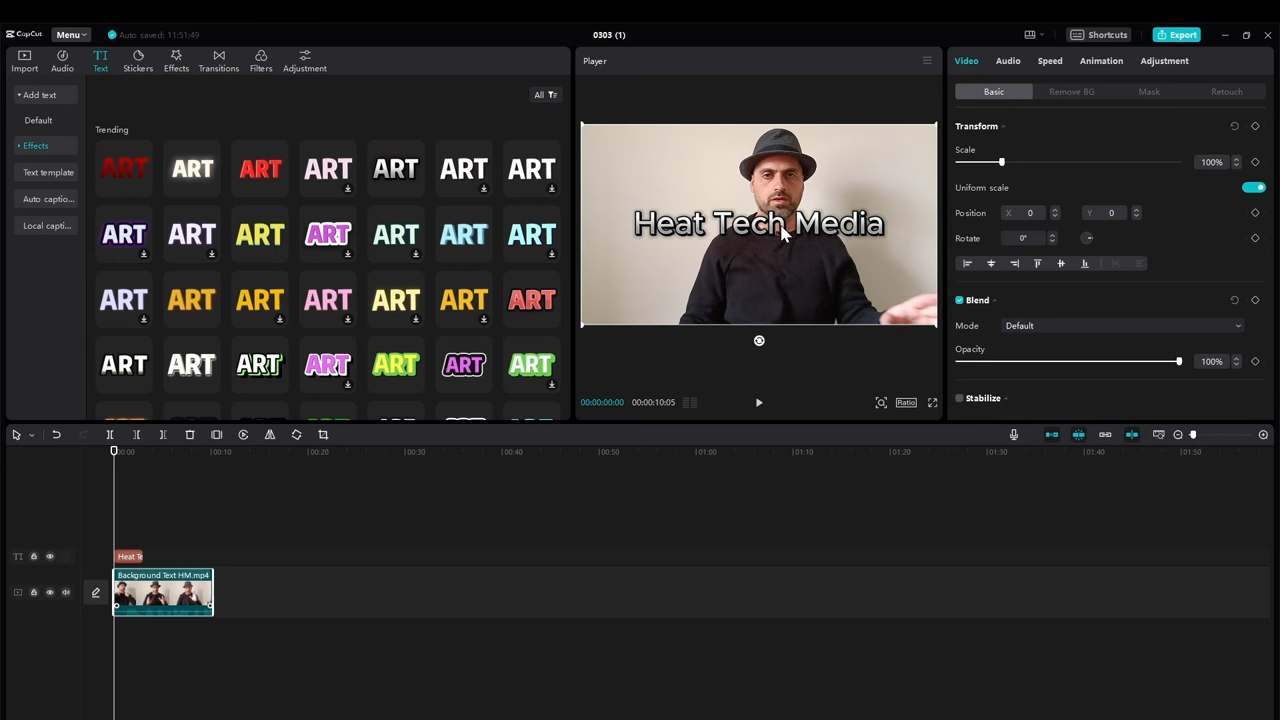 CapCut
Menu
Auto saved: 11:51:49
0303 (1)
Shortcuts
Export
Import
Audio
TI
Text
Stickers
Effects
Transitions
Filters
Adjustment
Add text
Default
Effects
Text template
Auto captio...
Local capti...
All
Trending
ART ART ART ART ART ART ART
ART ART ART ART ART ART ART
ART ART ART ART ART ART ART
ART ART ART ART ART ART ART
Player
Heat Tech Media
00:00:00:00 00:00:10:05
Ratio
Video Audio Speed Animation Adjustment
Basic Remove BG Mask Retouch
Transform
Scale
100%
Uniform scale
Position X 0 Y 0
Rotate 0°
Blend
Mode Default
Opacity
100%
Stabilize
00:00 00:10 00:20 00:30 00:40 00:50 01:00 01:10 01:20 01:30 01:40 01:50
TI
Heat Te
Background Text HM.mp4